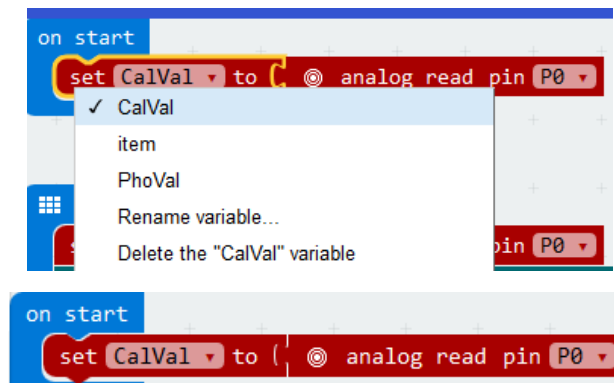 on start
set CalVal to analog read pin P0
✓ CalVal
item
PhoVal
Rename variable...
Delete the "CalVal" variable
pin P0
on start
set CalVal to analog read pin P0